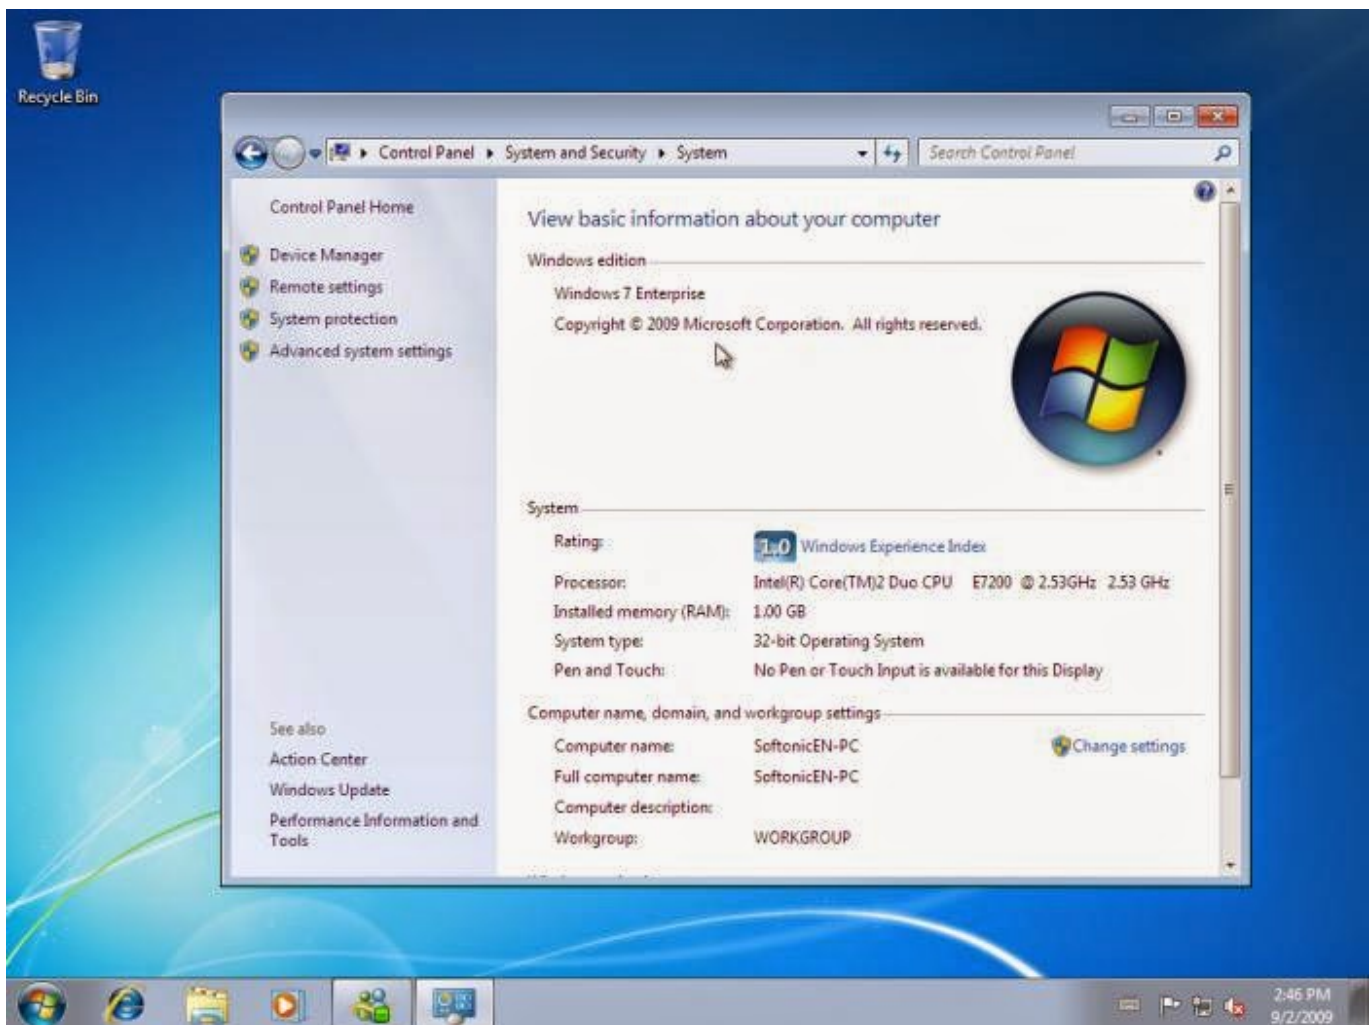 Recycle Bin
Control Panel System and Security System
Search Control Panel
Control Panel Home
Device Manager
Remote settings
System protection
Advanced system settings
See also
Action Center
Windows Update
Performance Information and
Tools
View basic information about your computer
Windows edition
Windows 7 Enterprise
Copyright © 2009 Microsoft Corporation.  All rights reserved.
System
Rating: 1.0 Windows Experience Index
Processor: Intel(R) Core(TM)2 Duo CPU E7200 @ 2.53GHz 2.53 GHz
Installed memory (RAM): 1.00 GB
System type: 32-bit Operating System
Pen and Touch: No Pen or Touch Input is available for this Display
Computer name, domain, and workgroup settings
Computer name: SoftonicEN-PC Change settings
Full computer name: SoftonicEN-PC
Computer description:
Workgroup: WORKGROUP
2:46 PM
9/2/2009